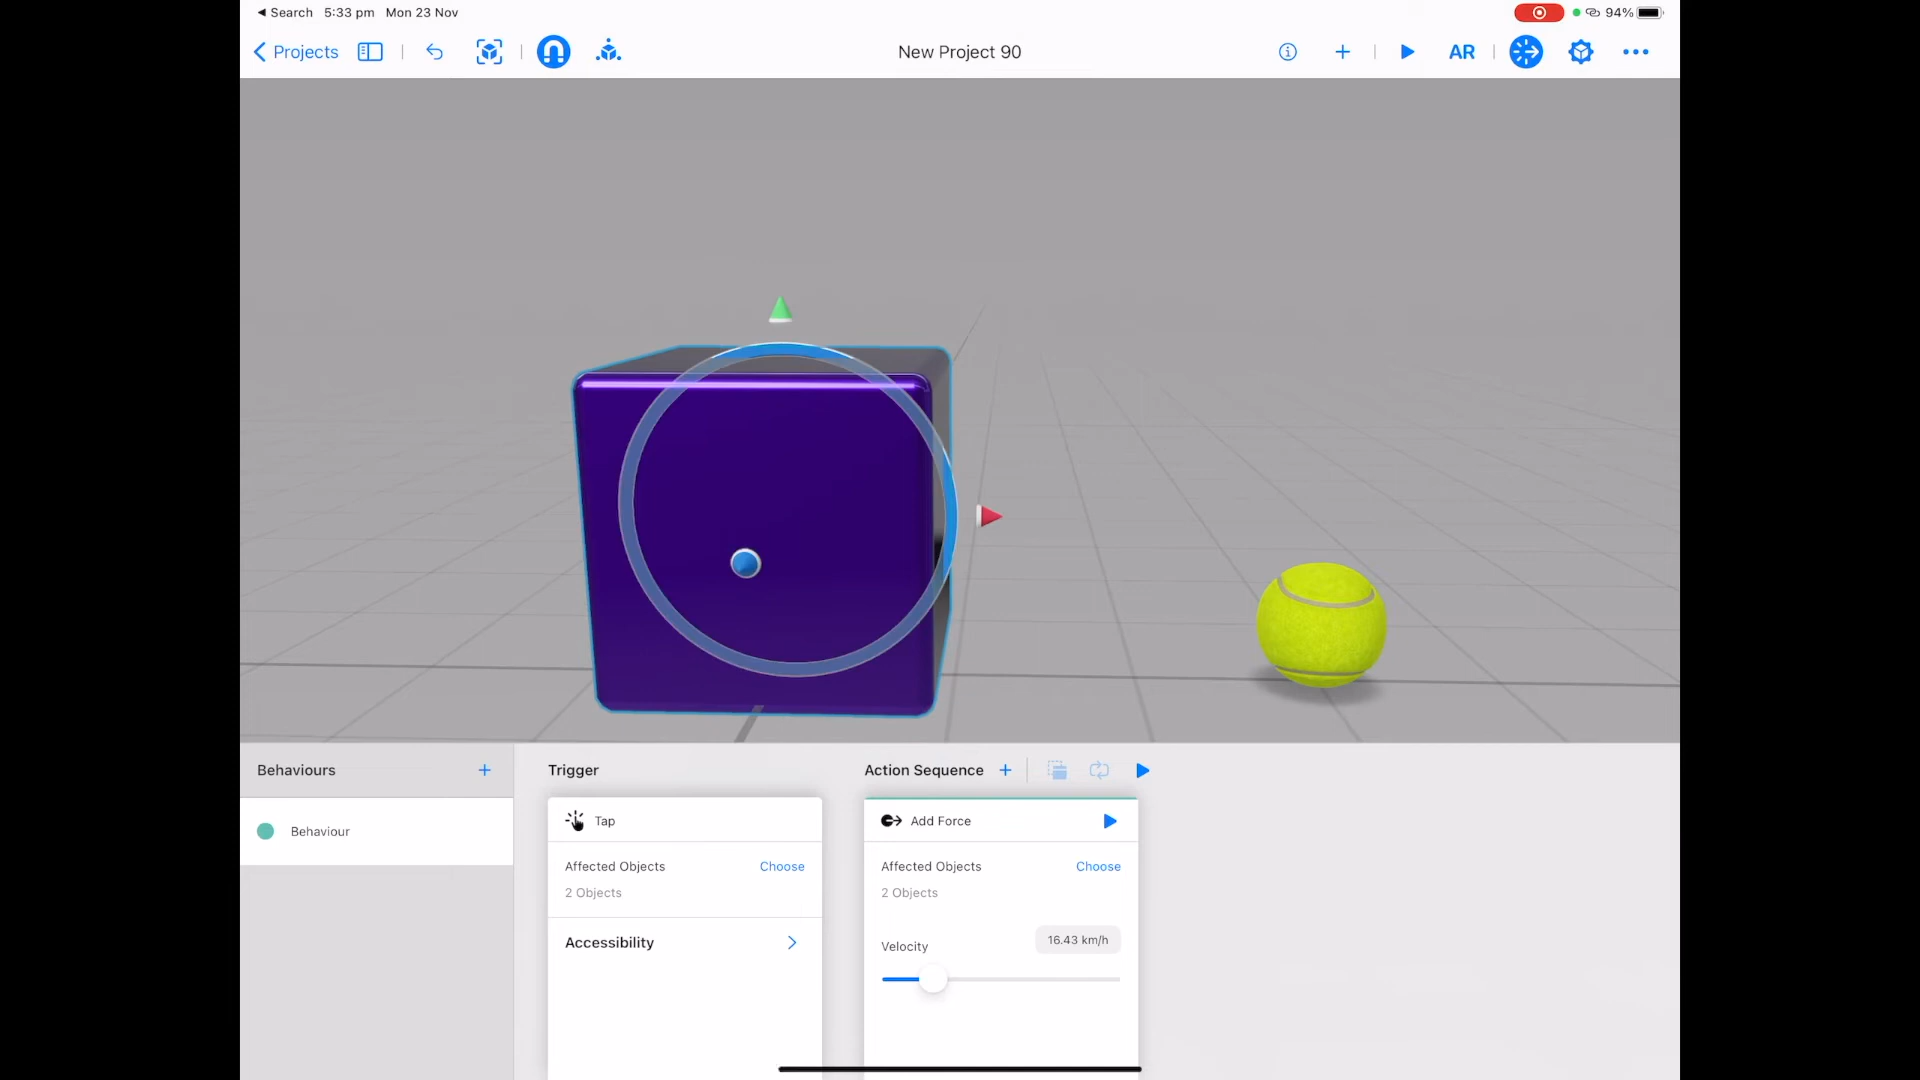 Search 5:33 pm Mon 23 Nov 94%
Projects New Project 90 AR
Behaviours Trigger Action Sequence
Behaviour
Tap
Affected Objects Choose
2 Objects
Accessibility
Add Force
Affected Objects Choose
2 Objects
Velocity 16.43 km/h